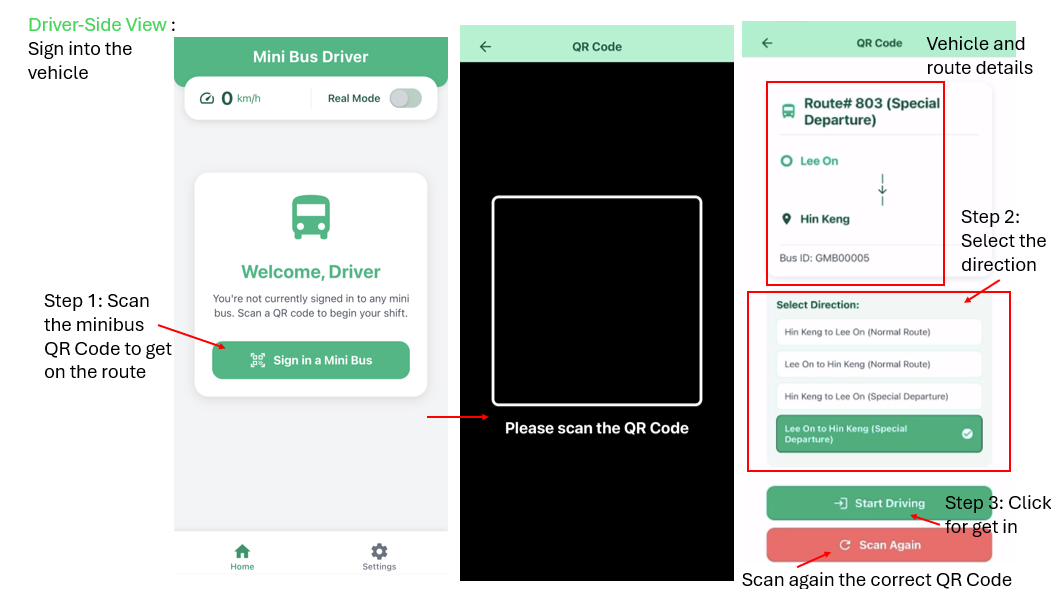 Driver-Side View :
Sign into the
vehicle
Step 1: Scan
the minibus
QR Code to get
on the route
Mini Bus Driver
0 km/h
Real Mode
Welcome, Driver
You're not currently signed in to any mini
bus. Scan a QR code to begin your shift.
Sign in a Mini Bus
Home
Settings
QR Code
Please scan the QR Code
QR Code
Vehicle and
route details
Route# 803 (Special
Departure)
Lee On
Hin Keng
Bus ID: GMB00005
Step 2:
Select the
direction
Select Direction:
Hin Keng to Lee On (Normal Route)
Lee On to Hin Keng (Normal Route)
Hin Keng to Lee On (Special Departure)
Lee On to Hin Keng (Special
Departure)
Start Driving
Step 3: Click
for get in
Scan Again
Scan again the correct QR Code